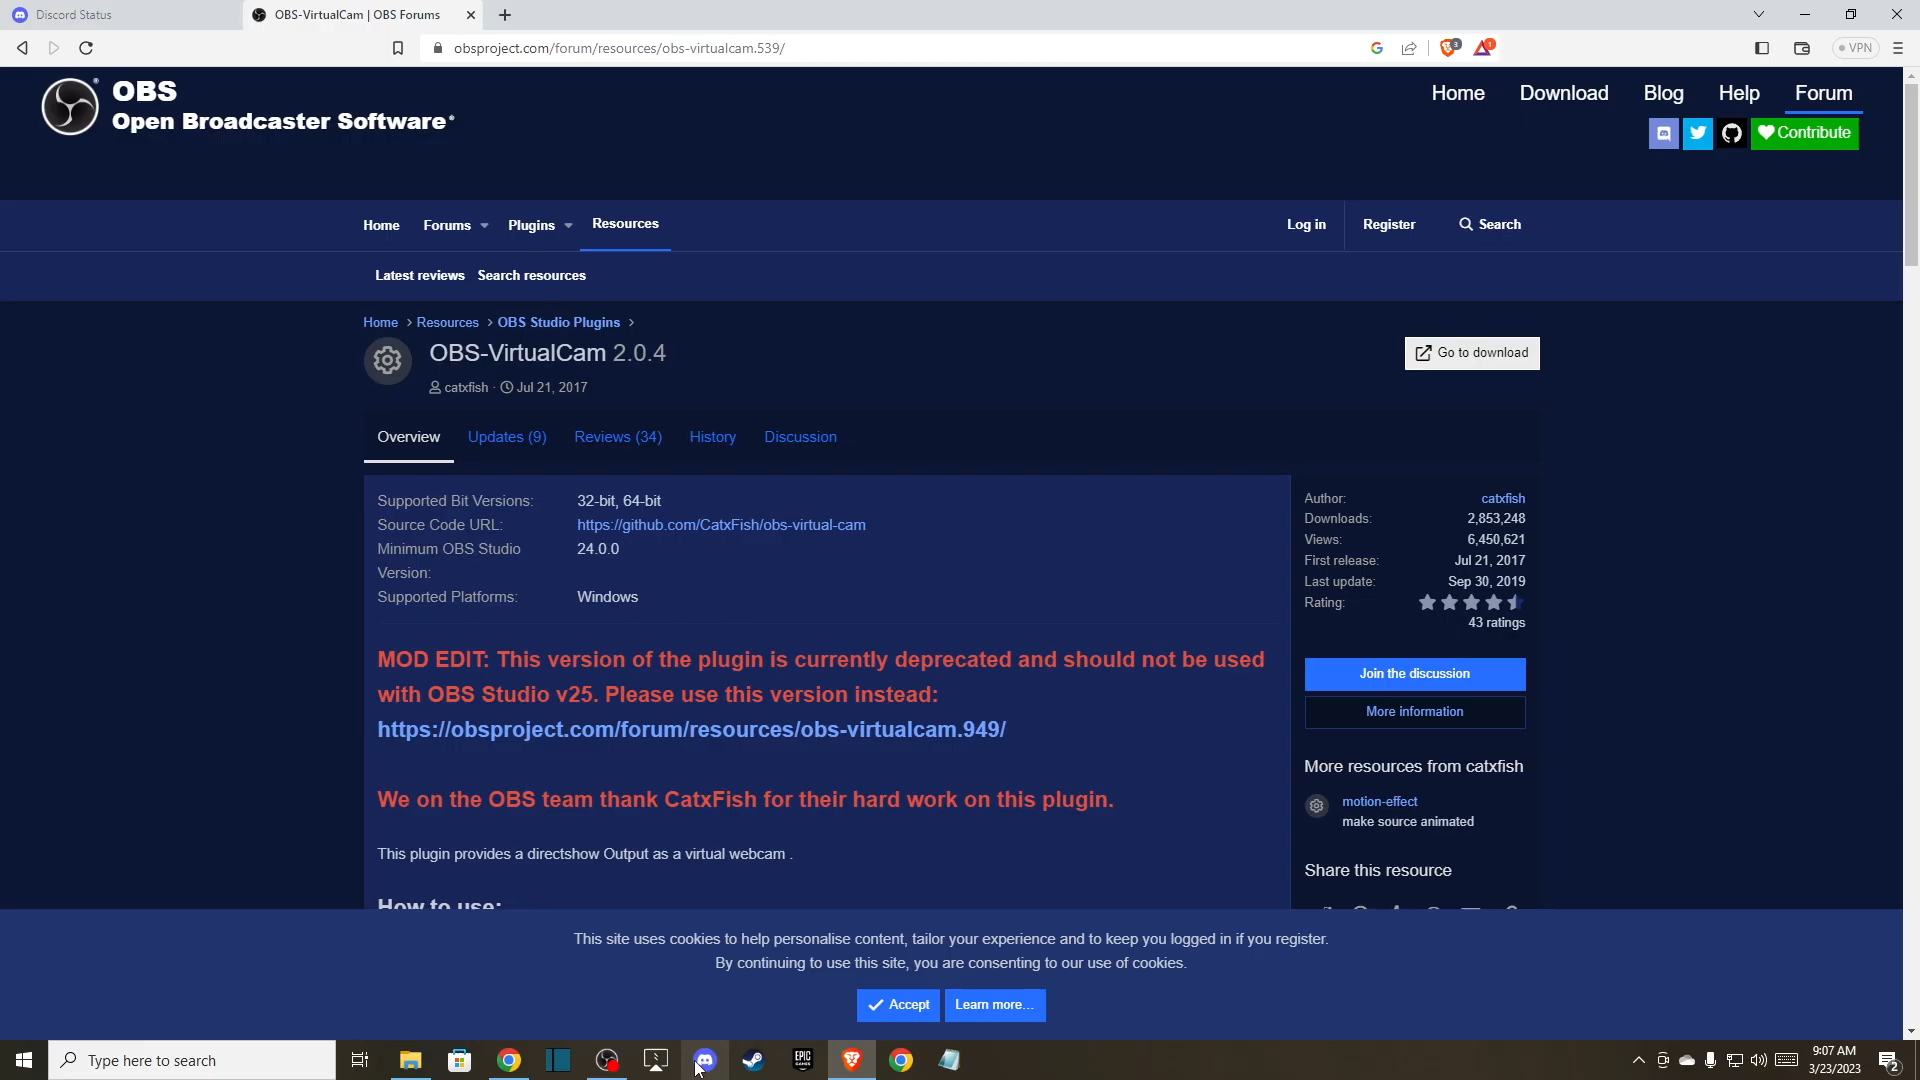 Discord Status
OBS-VirtualCam | OBS Forums
obsproject.com/forum/resources/obs-virtualcam.539/
3
1
VPN
OBS
Open Broadcaster Software
Home Download Blog Help Forum
Contribute
Home Forums Plugins Resources
Log in Register Search
Latest reviews Search resources
Home > Resources > OBS Studio Plugins >
OBS-VirtualCam 2.0.4
Go to download
catxfish · Jul 21, 2017
Overview Updates (9) Reviews (34) History Discussion
Supported Bit Versions: 32-bit, 64-bit
Source Code URL: https://github.com/CatxFish/obs-virtual-cam
Minimum OBS Studio 24.0.0
Version:
Supported Platforms: Windows
MOD EDIT: This version of the plugin is currently deprecated and should not be used
with OBS Studio v25. Please use this version instead:
https://obsproject.com/forum/resources/obs-virtualcam.949/
We on the OBS team thank CatxFish for their hard work on this plugin.
This plugin provides a directshow Output as a virtual webcam .
How to use:
Author: catxfish
Downloads: 2,853,248
Views: 6,450,621
First release: Jul 21, 2017
Last update: Sep 30, 2019
Rating:
43 ratings
Join the discussion
More information
More resources from catxfish
motion-effect
make source animated
Share this resource
This site uses cookies to help personalise content, tailor your experience and to keep you logged in if you register.
By continuing to use this site, you are consenting to our use of cookies.
Accept Learn more…
Type here to search
EPIC
GAMES
9:07 AM
3/23/2023
2